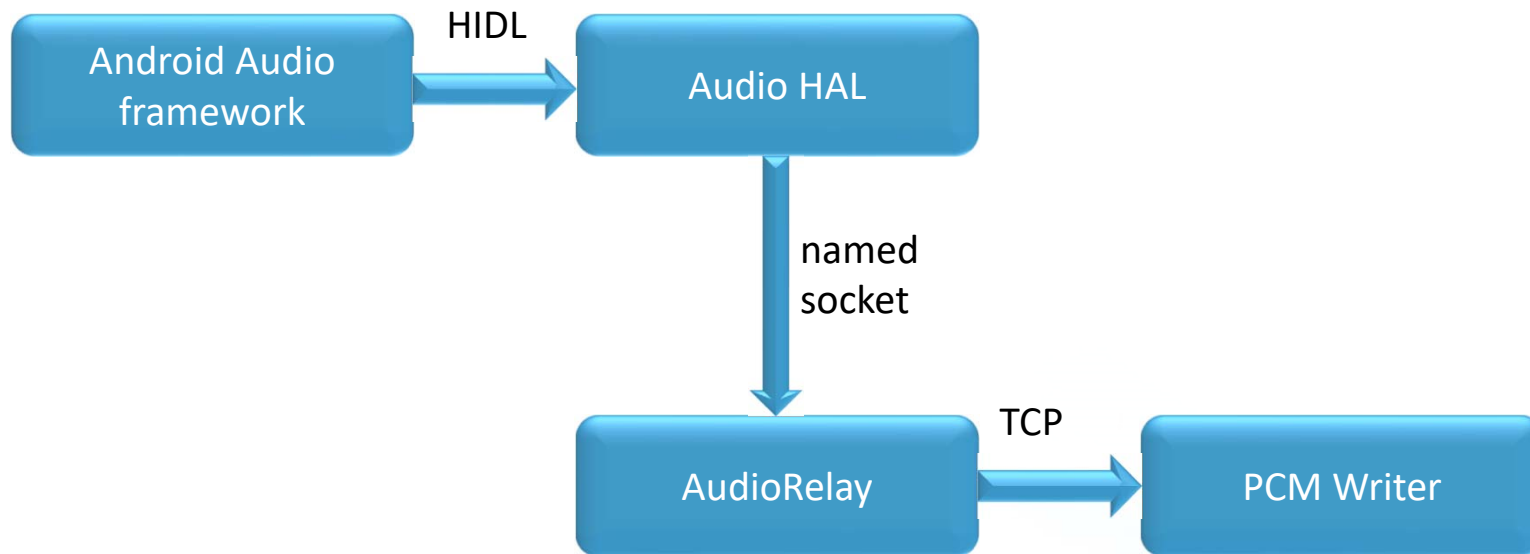 HIDL
Android Audio
framework
Audio HAL
named
socket
TCP
AudioRelay
PCM Writer